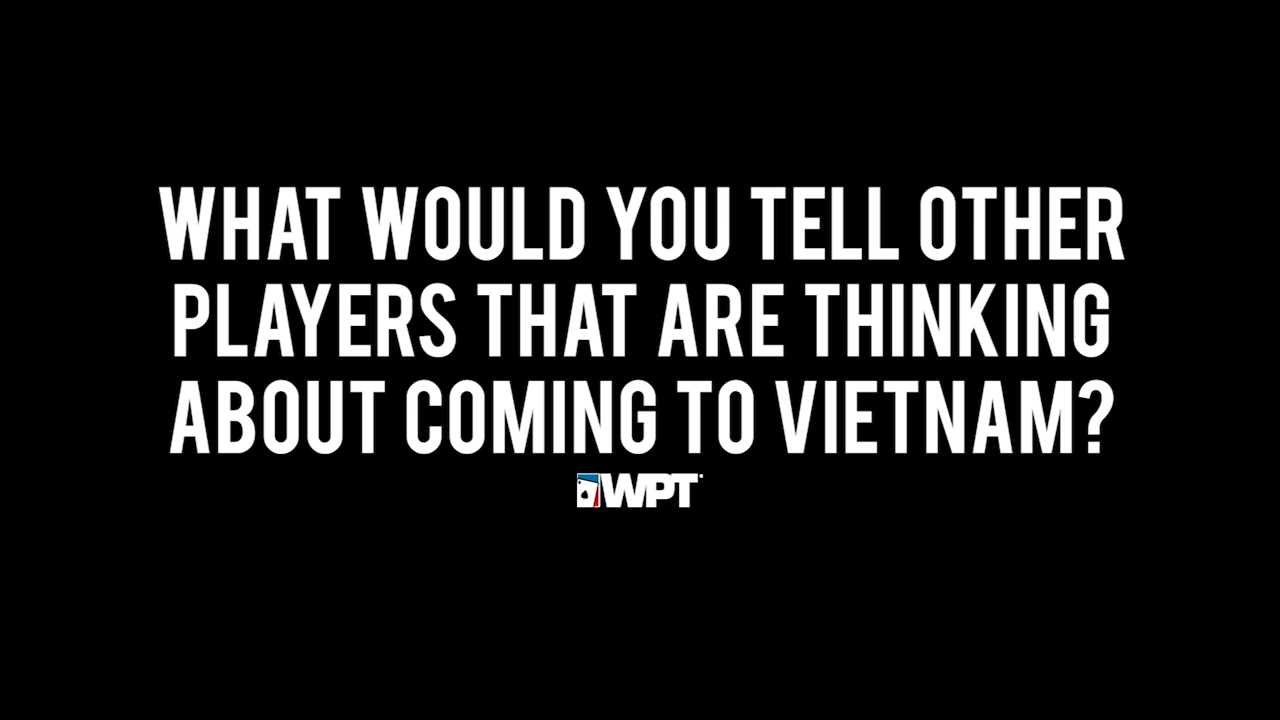 WHAT WOULD YOU TELL OTHER
PLAYERS THAT ARE THINKING
ABOUT COMING TO VIETNAM?
WPT